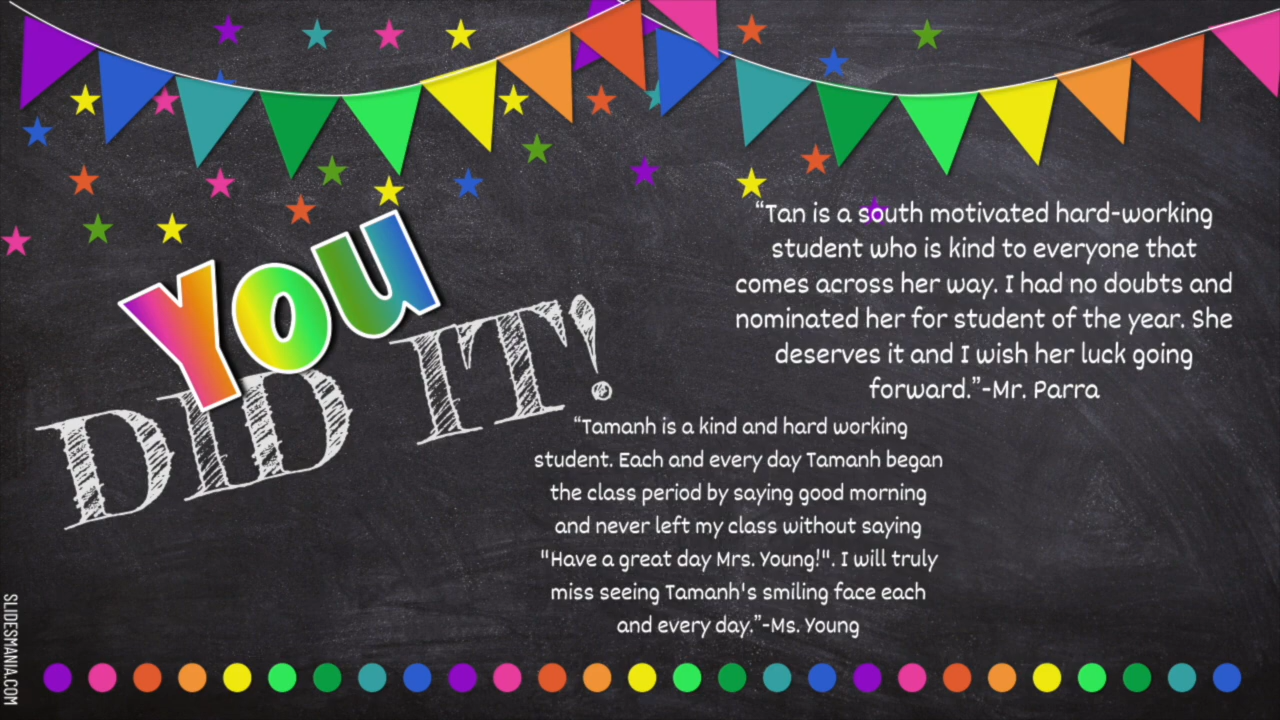 You
DID IT!
“Tan is a south motivated hard-working
student who is kind to everyone that
comes across her way. I had no doubts and
nominated her for student of the year. She
deserves it and I wish her luck going
forward.”-Mr. Parra
“Tamanh is a kind and hard working
student. Each and every day Tamanh began
the class period by saying good morning
and never left my class without saying
"Have a great day Mrs. Young!". I will truly
miss seeing Tamanh's smiling face each
and every day.”-Ms. Young
SLIDESMANIA.COM